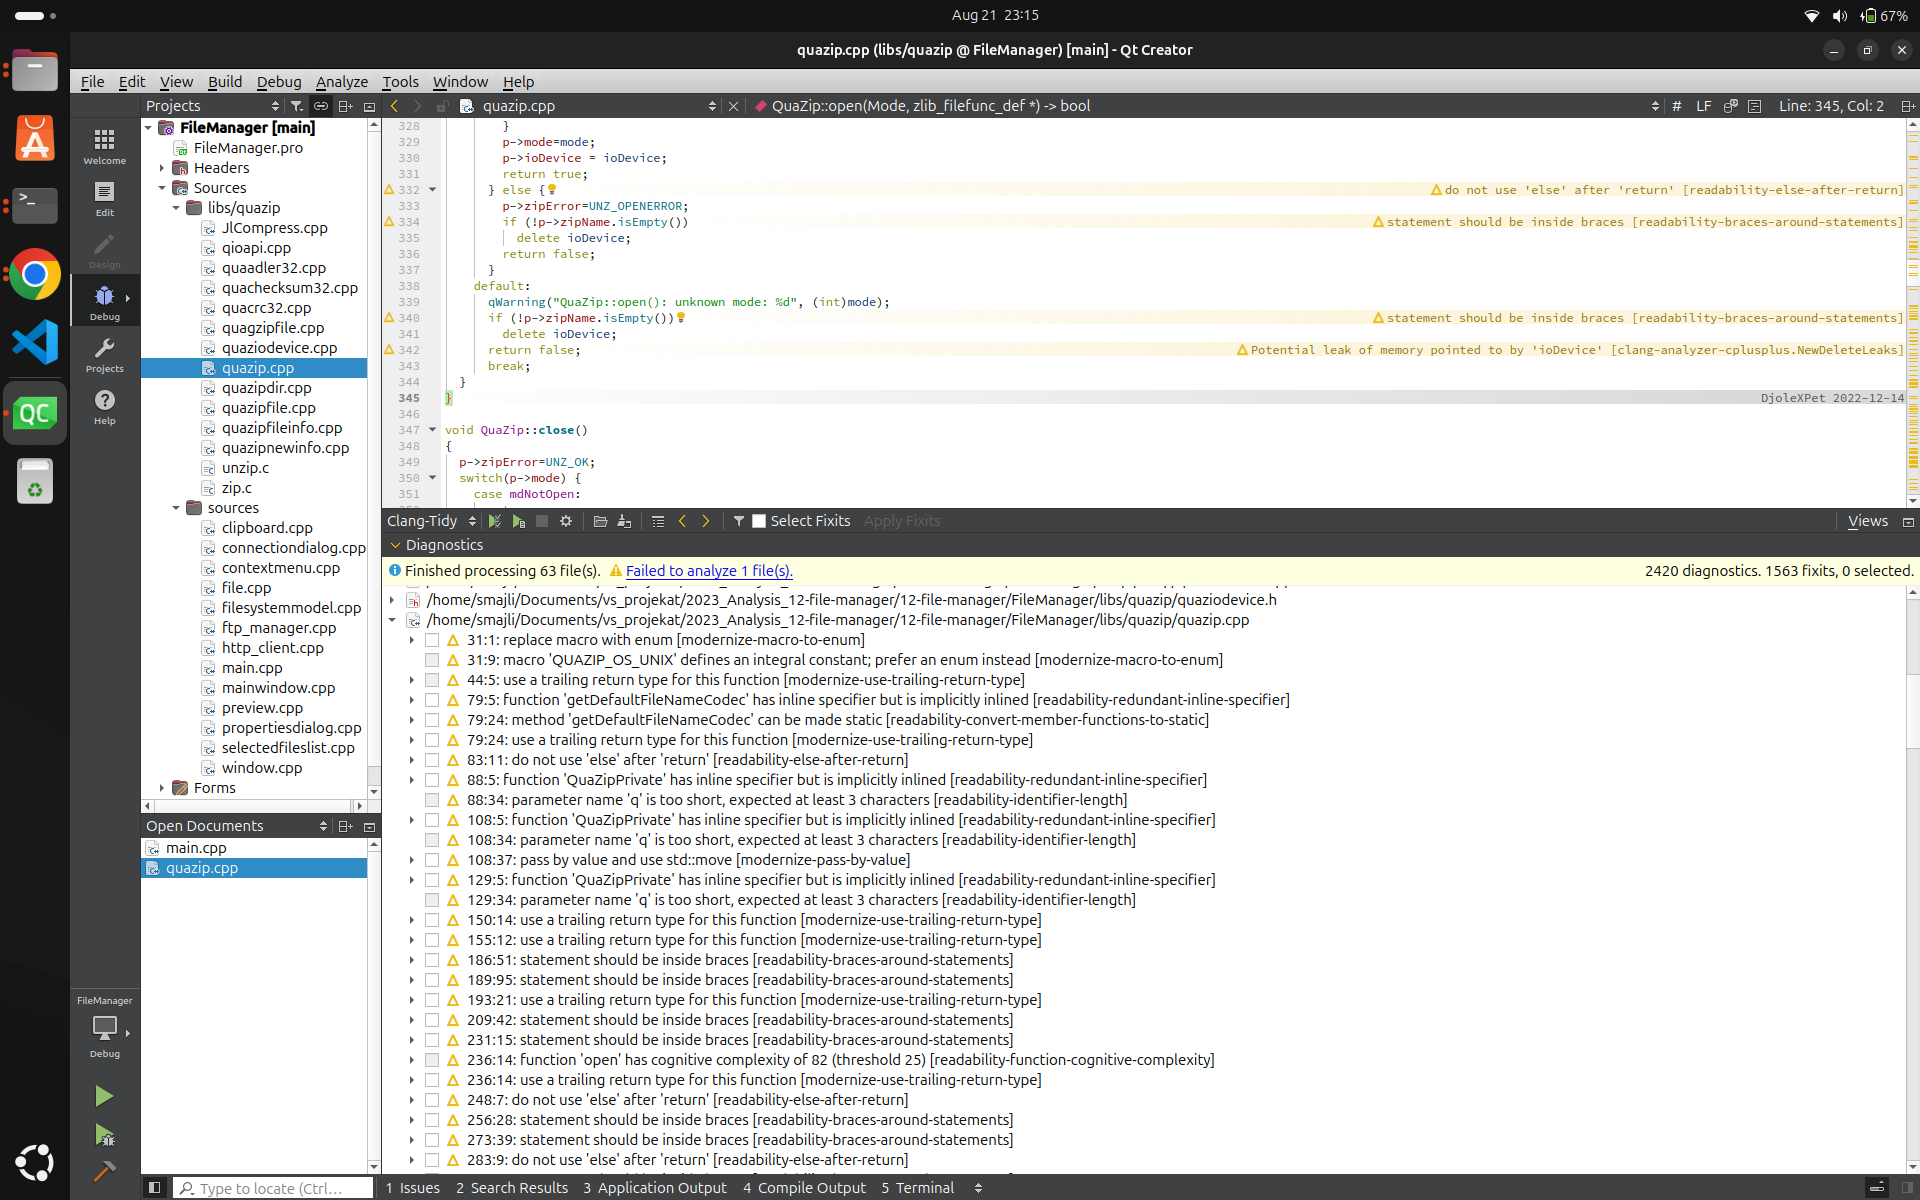 Aug 21 23:15
67%
quazip.cpp (libs/quazip @ FileManager) [main] - Qt Creator
File Edit View Build Debug Analyze Tools Window Help
Projects
quazip.cpp
QuaZip::open(Mode, zlib_filefunc_def *) -> bool
# LF Line: 345, Col: 2
Welcome
Edit
Design
Debug
Projects
Help
FileManager
Debug
FileManager [main]
FileManager.pro
Headers
Sources
libs/quazip
JlCompress.cpp
qioapi.cpp
quaadler32.cpp
quachecksum32.cpp
quacrc32.cpp
quagzipfile.cpp
quaziodevice.cpp
quazip.cpp
quazipdir.cpp
quazipfile.cpp
quazipfileinfo.cpp
quazipnewinfo.cpp
unzip.c
zip.c
sources
clipboard.cpp
connectiondialog.cpp
contextmenu.cpp
file.cpp
filesystemmodel.cpp
ftp_manager.cpp
http_client.cpp
main.cpp
mainwindow.cpp
preview.cpp
propertiesdialog.cpp
selectedfileslist.cpp
window.cpp
Forms
Open Documents
main.cpp
quazip.cpp
328 }
329 p->mode=mode;
330 p->ioDevice = ioDevice;
331 return true;
332 } else { do not use 'else' after 'return' [readability-else-after-return]
333 p->zipError=UNZ_OPENERROR;
334 if (!p->zipName.isEmpty()) statement should be inside braces [readability-braces-around-statements]
335 delete ioDevice;
336 return false;
337 }
338 default:
339 qWarning("QuaZip::open(): unknown mode: %d", (int)mode);
340 if (!p->zipName.isEmpty()) statement should be inside braces [readability-braces-around-statements]
341 delete ioDevice;
342 return false; Potential leak of memory pointed to by 'ioDevice' [clang-analyzer-cplusplus.NewDeleteLeaks]
343 break;
344 }
345 } DjoleXPet 2022-12-14
346
347 void QuaZip::close()
348 {
349 p->zipError=UNZ_OK;
350 switch(p->mode) {
351 case mdNotOpen:
Clang-Tidy Select Fixits Apply Fixits Views
Diagnostics
Finished processing 63 file(s). Failed to analyze 1 file(s). 2420 diagnostics. 1563 fixits, 0 selected.
/home/smajli/Documents/vs_projekat/2023_Analysis_12-file-manager/12-file-manager/FileManager/libs/quazip/quaziodevice.h
/home/smajli/Documents/vs_projekat/2023_Analysis_12-file-manager/12-file-manager/FileManager/libs/quazip/quazip.cpp
31:1: replace macro with enum [modernize-macro-to-enum]
31:9: macro 'QUAZIP_OS_UNIX' defines an integral constant; prefer an enum instead [modernize-macro-to-enum]
44:5: use a trailing return type for this function [modernize-use-trailing-return-type]
79:5: function 'getDefaultFileNameCodec' has inline specifier but is implicitly inlined [readability-redundant-inline-specifier]
79:24: method 'getDefaultFileNameCodec' can be made static [readability-convert-member-functions-to-static]
79:24: use a trailing return type for this function [modernize-use-trailing-return-type]
83:11: do not use 'else' after 'return' [readability-else-after-return]
88:5: function 'QuaZipPrivate' has inline specifier but is implicitly inlined [readability-redundant-inline-specifier]
88:34: parameter name 'q' is too short, expected at least 3 characters [readability-identifier-length]
108:5: function 'QuaZipPrivate' has inline specifier but is implicitly inlined [readability-redundant-inline-specifier]
108:34: parameter name 'q' is too short, expected at least 3 characters [readability-identifier-length]
108:37: pass by value and use std::move [modernize-pass-by-value]
129:5: function 'QuaZipPrivate' has inline specifier but is implicitly inlined [readability-redundant-inline-specifier]
129:34: parameter name 'q' is too short, expected at least 3 characters [readability-identifier-length]
150:14: use a trailing return type for this function [modernize-use-trailing-return-type]
155:12: use a trailing return type for this function [modernize-use-trailing-return-type]
186:51: statement should be inside braces [readability-braces-around-statements]
189:95: statement should be inside braces [readability-braces-around-statements]
193:21: use a trailing return type for this function [modernize-use-trailing-return-type]
209:42: statement should be inside braces [readability-braces-around-statements]
231:15: statement should be inside braces [readability-braces-around-statements]
236:14: function 'open' has cognitive complexity of 82 (threshold 25) [readability-function-cognitive-complexity]
236:14: use a trailing return type for this function [modernize-use-trailing-return-type]
248:7: do not use 'else' after 'return' [readability-else-after-return]
256:28: statement should be inside braces [readability-braces-around-statements]
273:39: statement should be inside braces [readability-braces-around-statements]
283:9: do not use 'else' after 'return' [readability-else-after-return]
Type to locate (Ctrl... 1 Issues 2 Search Results 3 Application Output 4 Compile Output 5 Terminal